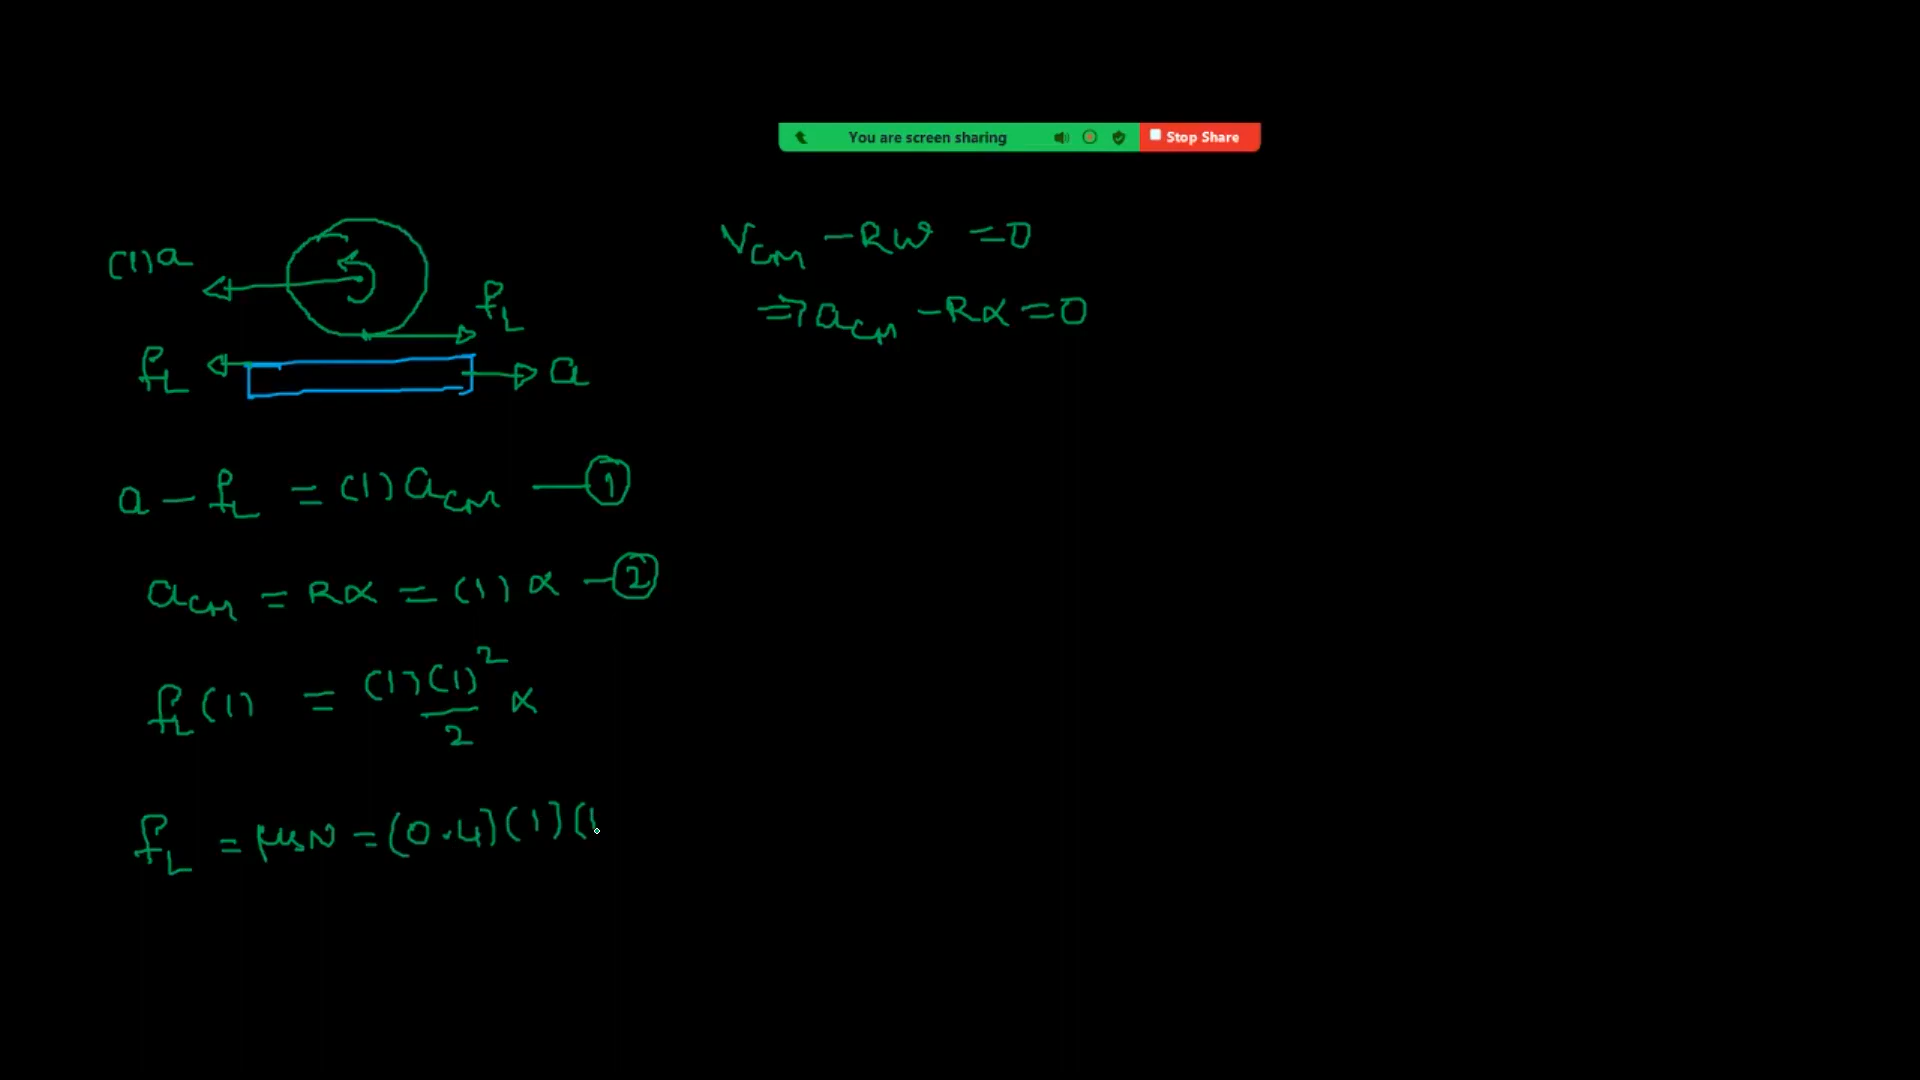 You are screen sharing Stop Share
V_CM - Rω = 0
⇒ a_CM - Rα = 0
(1)a
f_L
f_L
a
a - f_L = (1) a_CM — ①
a_CM = Rα = (1) α - ②
f_L(1) = (1)(1)²/2 α
f_L = μ_sN = (0.4)(1)(1